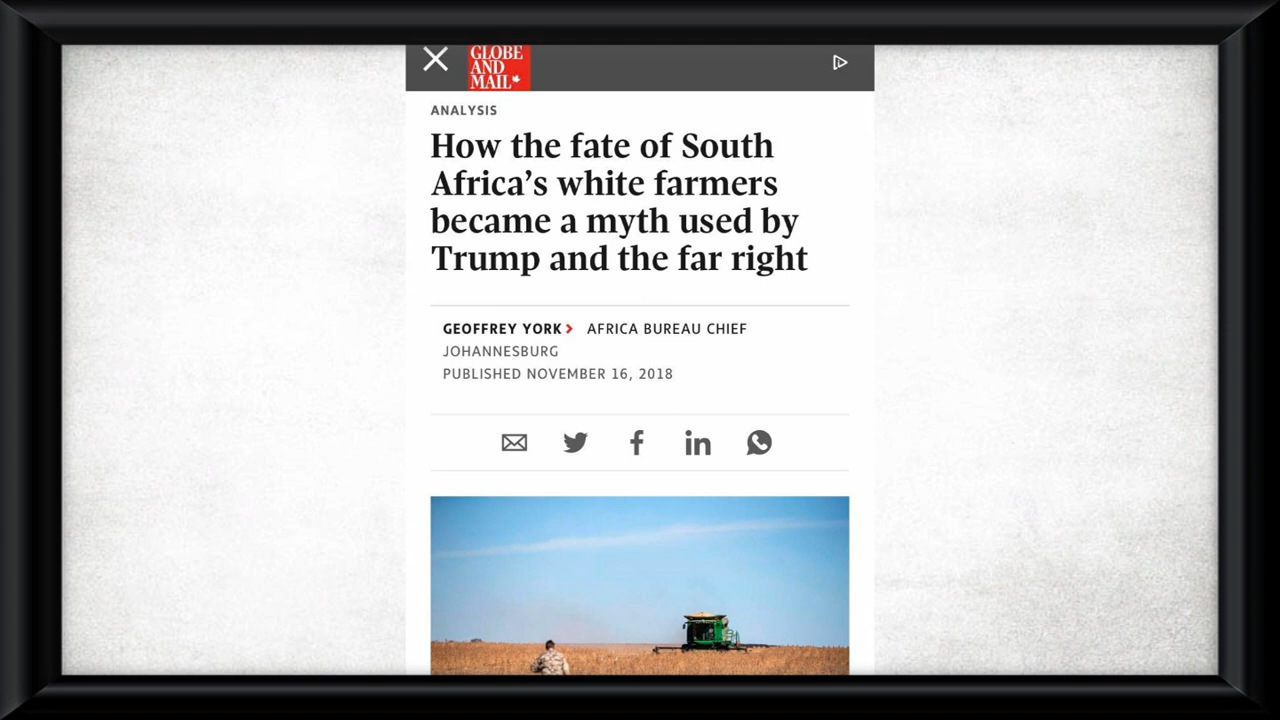 GLOBE
AND
MAIL
ANALYSIS
How the fate of South
Africa's white farmers
became a myth used by
Trump and the far right
GEOFFREY YORK > AFRICA BUREAU CHIEF
JOHANNESBURG
PUBLISHED NOVEMBER 16, 2018